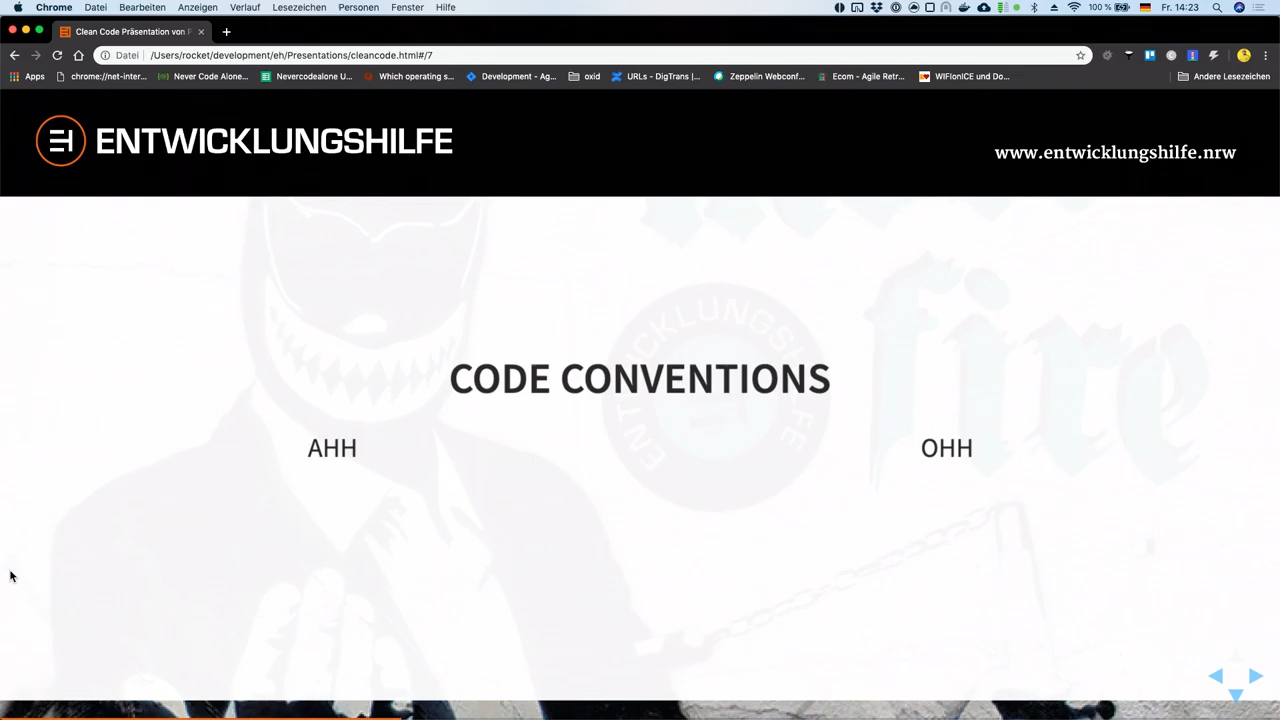 Chrome Datei Bearbeiten Anzeigen Verlauf Lesezeichen Personen Fenster Hilfe 100 % Fr. 14:23
Clean Code Präsentation von P
Datei /Users/rocket/development/eh/Presentations/cleancode.html#/7
Apps chrome://net-inter... Never Code Alone... Nevercodealone U... Which operating s... Development - Ag... oxid URLs - DigTrans |... Zeppelin Webconf... Ecom - Agile Retr... WIFIonICE und Do... Andere Lesezeichen
ENTWICKLUNGSHILFE
www.entwicklungshilfe.nrw
fire
ENTWICKLUNGSHILFE
CODE CONVENTIONS
AHH OHH